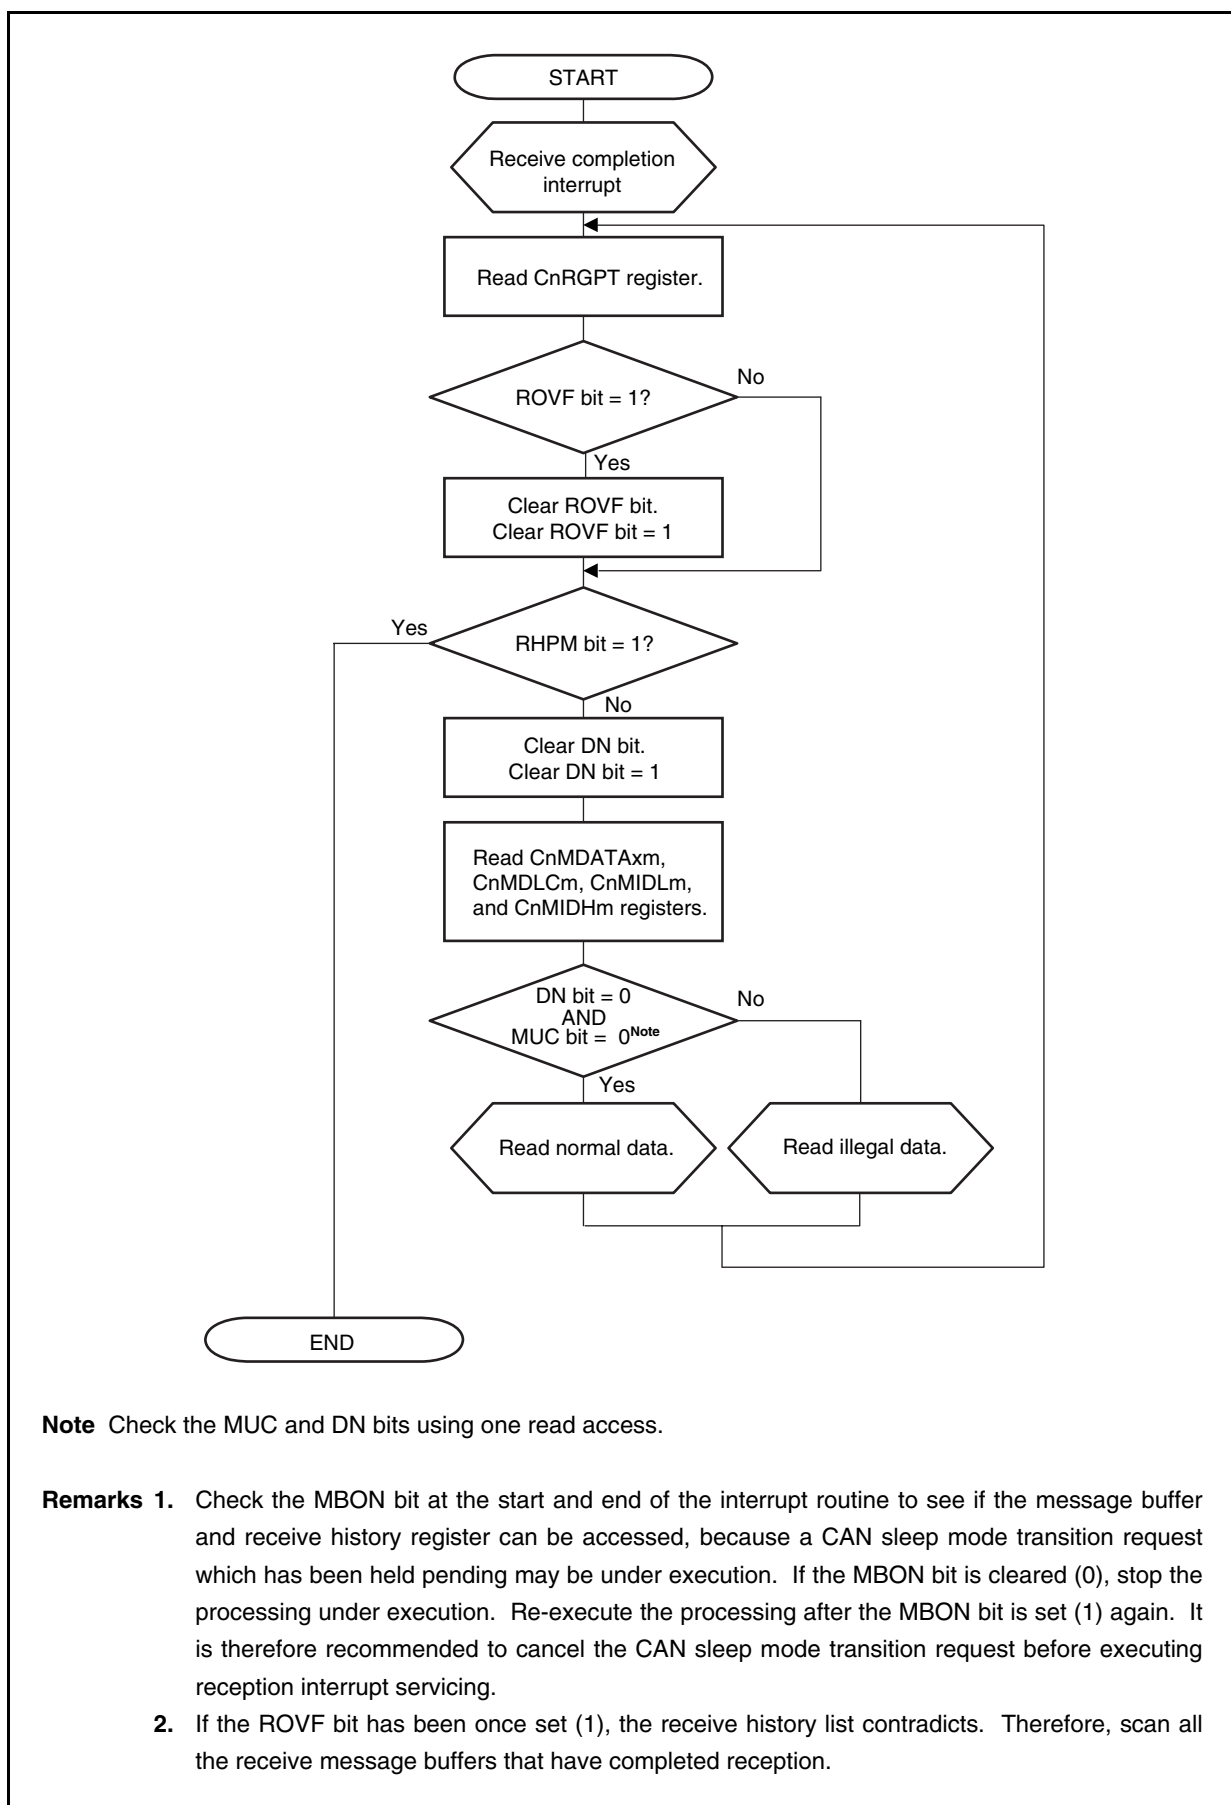 START
Receive completion
interrupt
Read CnRGPT register.
ROVF bit = 1?
No
Yes
Clear ROVF bit.
Clear ROVF bit = 1
Yes
RHPM bit = 1?
No
Clear DN bit.
Clear DN bit = 1
Read CnMDATAxm,
CnMDLCm, CnMIDLm,
and CnMIDHm registers.
DN bit = 0
AND
MUC bit = 0Note
No
Yes
Read normal data.
Read illegal data.
END
Note Check the MUC and DN bits using one read access.
Remarks 1. Check the MBON bit at the start and end of the interrupt routine to see if the message buffer
and receive history register can be accessed, because a CAN sleep mode transition request
which has been held pending may be under execution. If the MBON bit is cleared (0), stop the
processing under execution. Re-execute the processing after the MBON bit is set (1) again. It
is therefore recommended to cancel the CAN sleep mode transition request before executing
reception interrupt servicing.
2. If the ROVF bit has been once set (1), the receive history list contradicts. Therefore, scan all
the receive message buffers that have completed reception.